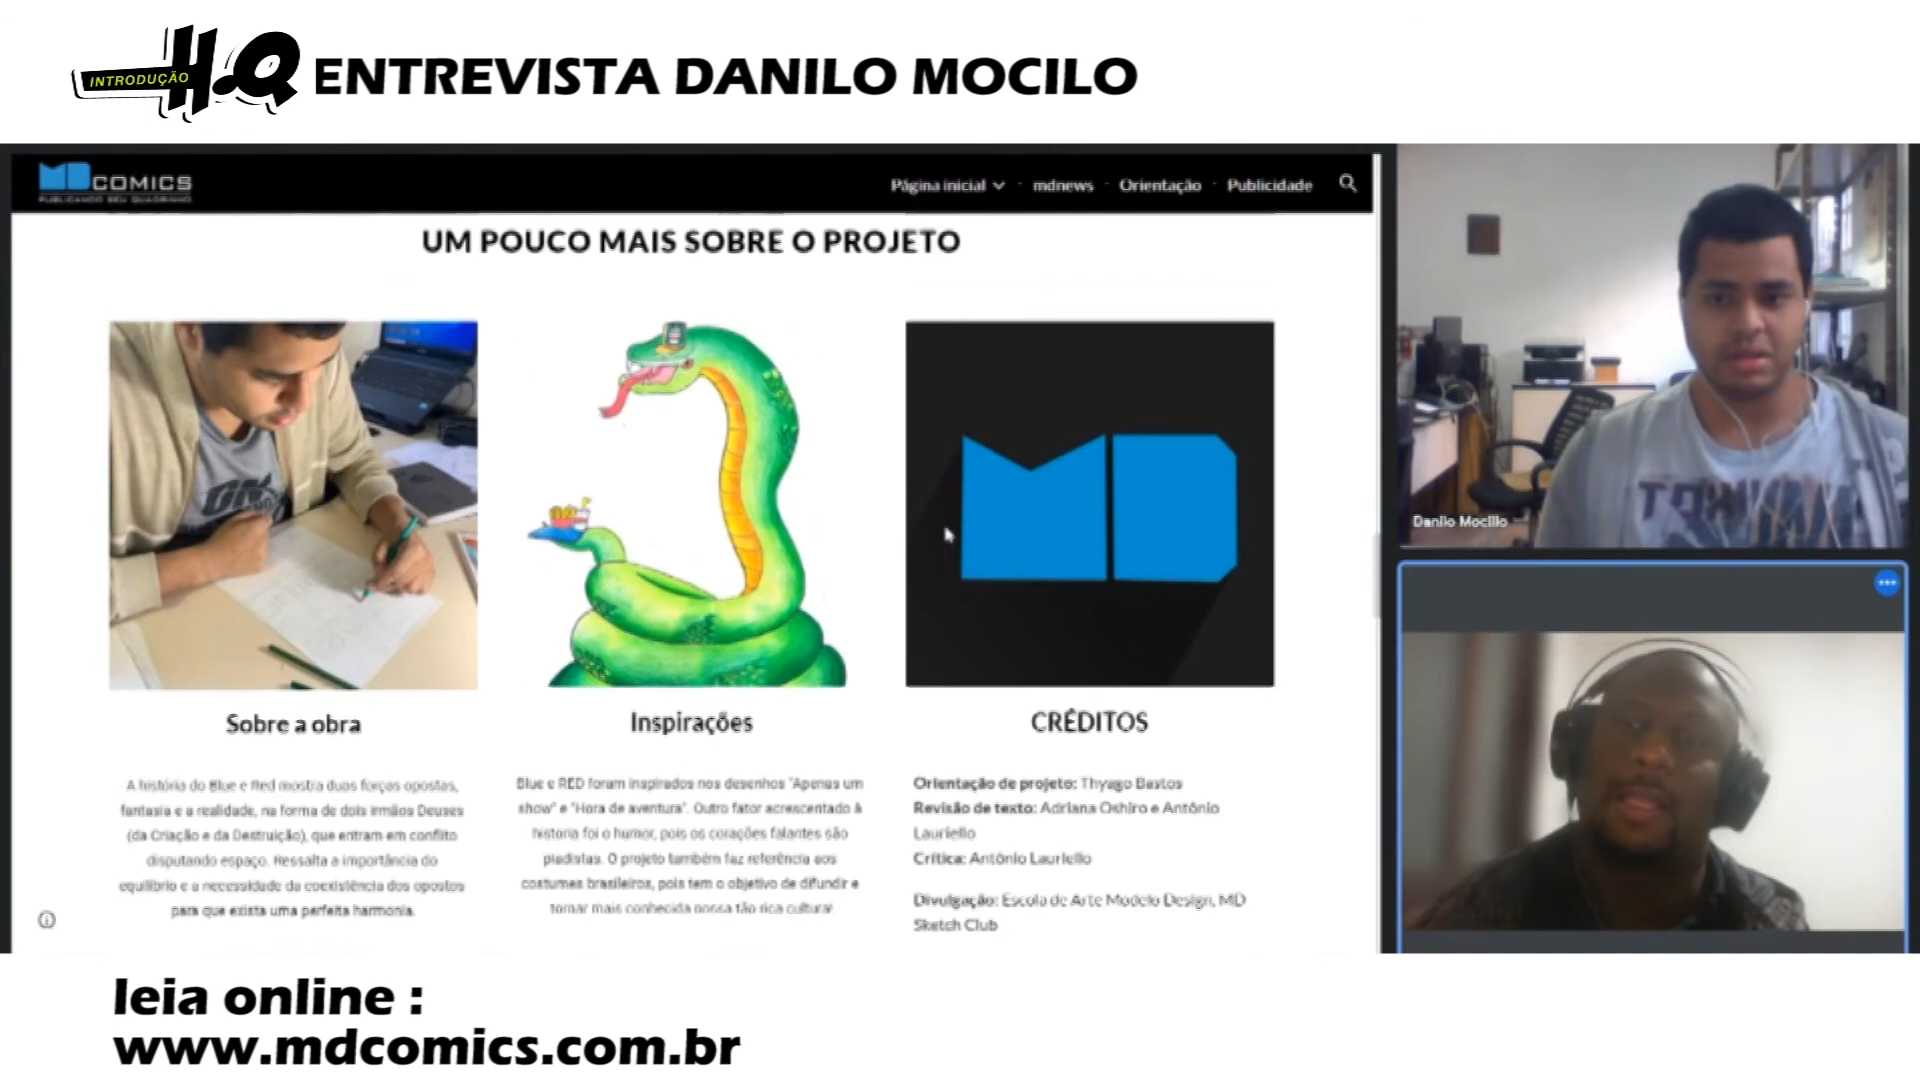 INTRODUÇÃO
H.Q ENTREVISTA DANILO MOCILO
MD COMICS
PUBLICANDO SEU QUADRINHO
Página inicial · mdnews · Orientação · Publicidade
UM POUCO MAIS SOBRE O PROJETO
MD
Sobre a obra
A história do Blue e Red mostra duas forças opostas,
fantasia e a realidade, na forma de dois irmãos Deuses
(da Criação e da Destruição), que entram em conflito
disputando espaço. Ressalta a importância do
equilíbrio e a necessidade da coexistência dos opostos
para que exista uma perfeita harmonia.
Inspirações
Blue e RED foram inspirados nos desenhos "Apenas um
show" e "Hora de aventura". Outro fator acrescentado à
história foi o humor, pois os corações falantes são
piadistas. O projeto também faz referência aos
costumes brasileiros, pois tem o objetivo de difundir e
tornar mais conhecida nossa tão rica cultura!
CRÉDITOS
Orientação de projeto: Thyago Bastos
Revisão de texto: Adriana Oshiro e Antônio
Lauriello
Crítica: Antônio Lauriello
Divulgação: Escola de Arte Modelo Design, MD
Sketch Club
Danilo Mocillo
leia online :
www.mdcomics.com.br